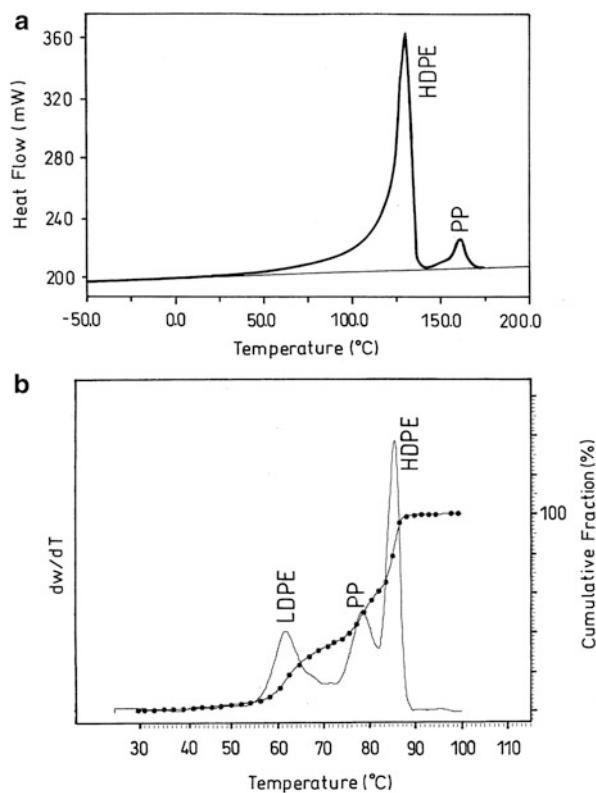 a
360
320
280
240
200
Heat Flow (mW)
HDPE
PP
-50.0 0.0 50.0 100.0 150.0 200.0
Temperature (°C)
b
dw/dT
LDPE
PP
HDPE
100
Cumulative Fraction (%)
30 40 50 60 70 80 90 100 110
Temperature (°C)